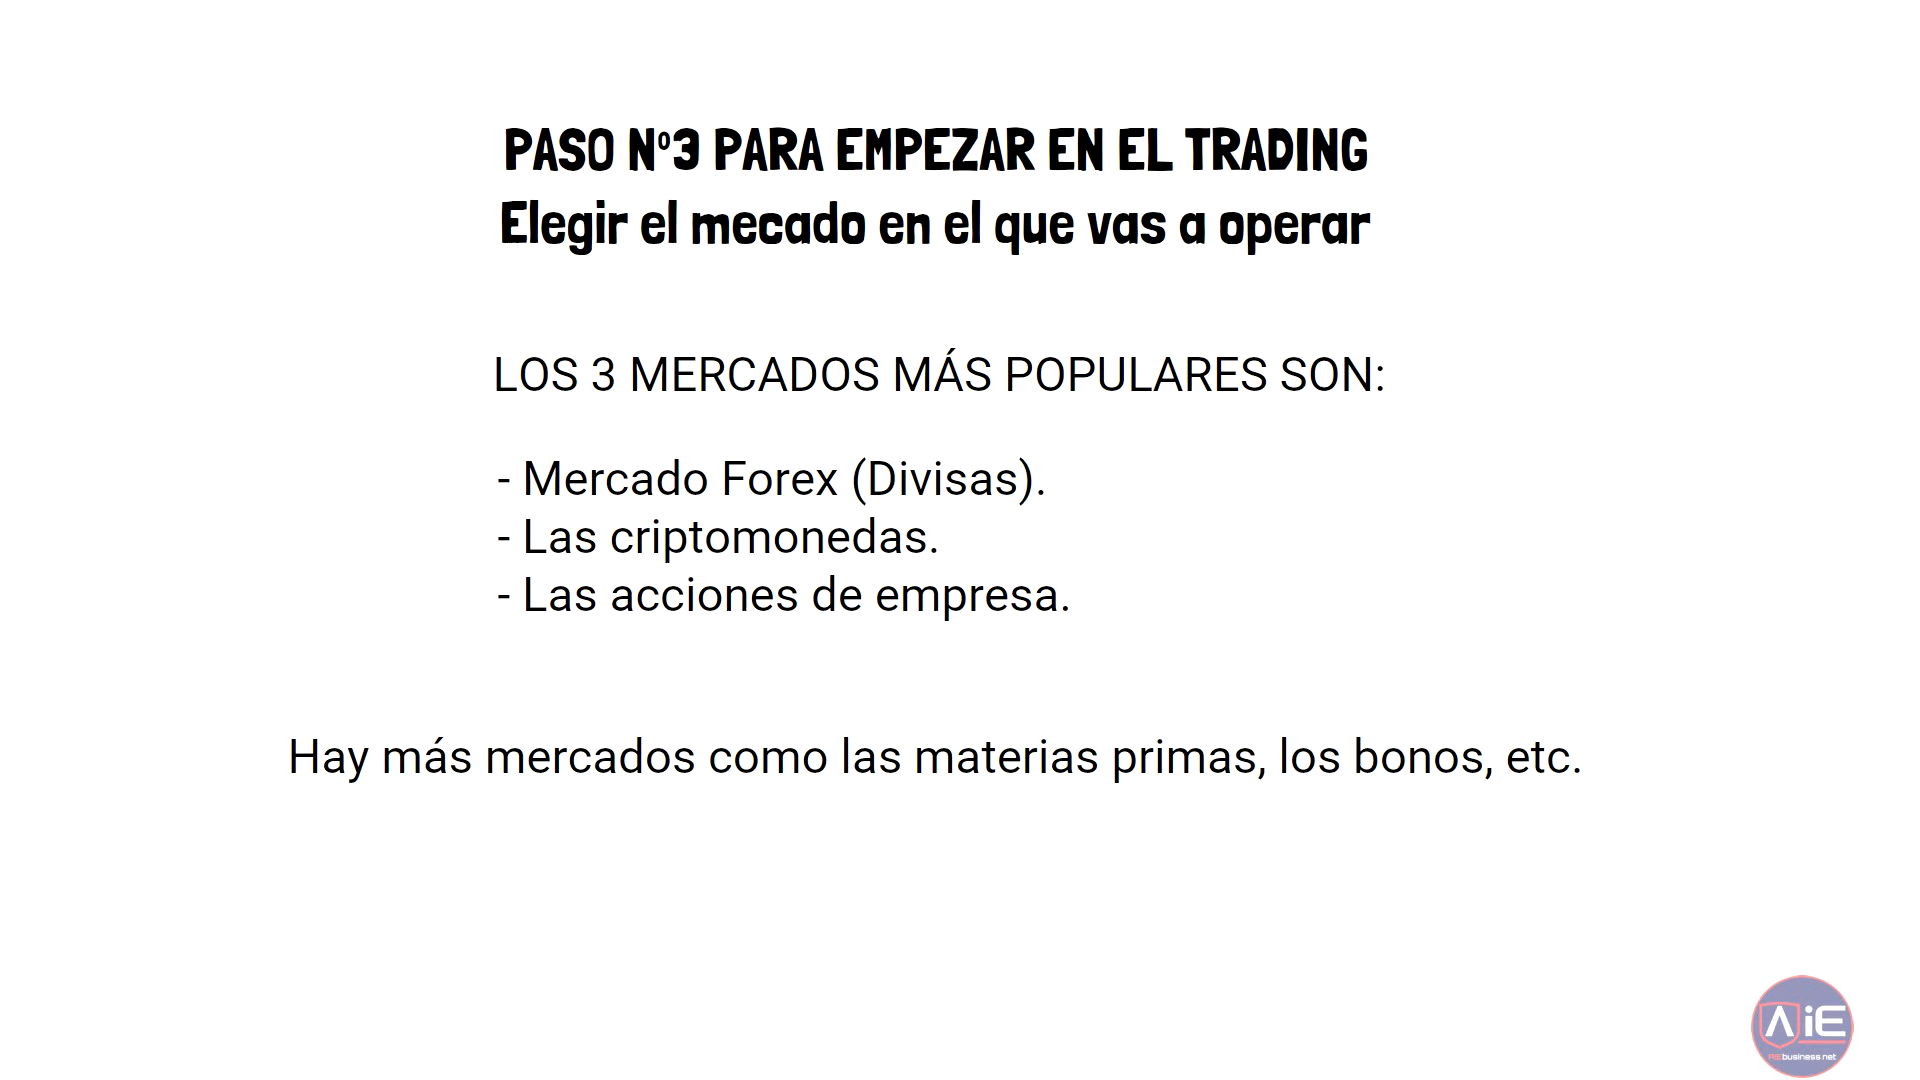 PASO Nº3 PARA EMPEZAR EN EL TRADING
Elegir el mecado en el que vas a operar
LOS 3 MERCADOS MÁS POPULARES SON:
- Mercado Forex (Divisas).
- Las criptomonedas.
- Las acciones de empresa.
Hay más mercados como las materias primas, los bonos, etc.
AiE
AIEbusiness.net